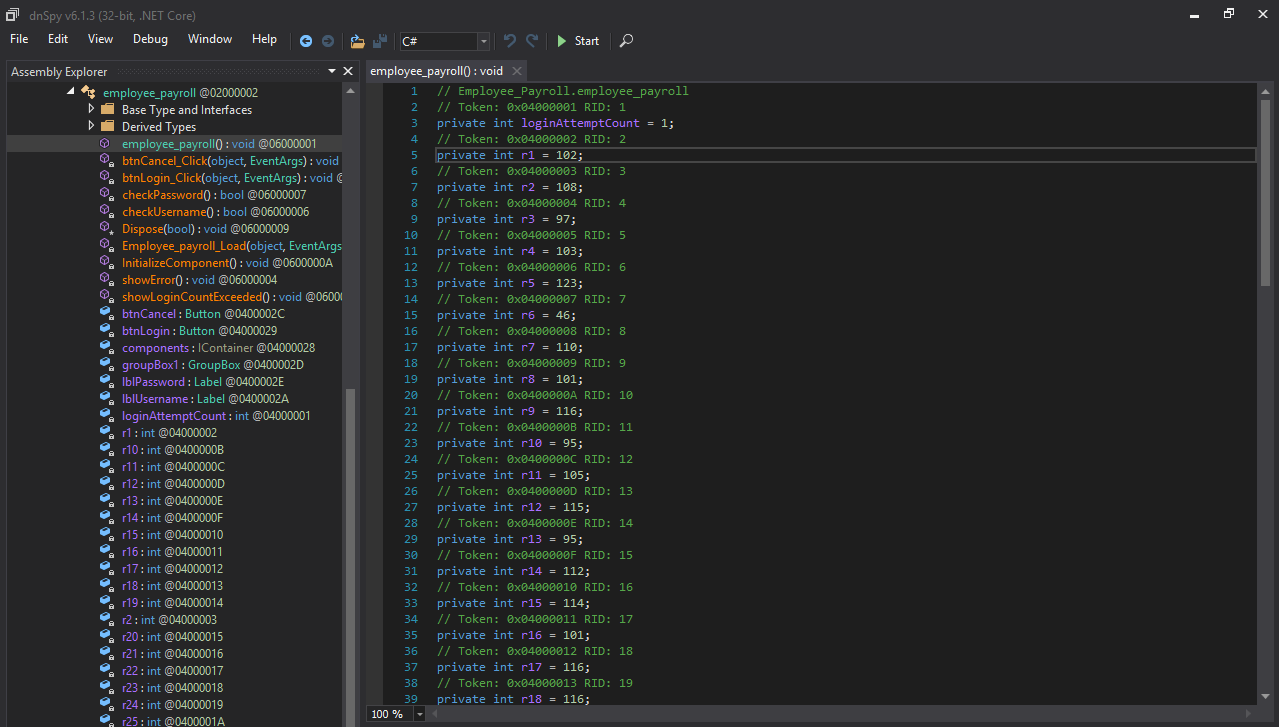 dnSpy v6.1.3 (32-bit, .NET Core)
File Edit View Debug Window Help C# Start
Assembly Explorer
employee_payroll @02000002
Base Type and Interfaces
Derived Types
employee_payroll() : void @06000001
btnCancel_Click(object, EventArgs) : void
btnLogin_Click(object, EventArgs) : void @
checkPassword() : bool @06000007
checkUsername() : bool @06000006
Dispose(bool) : void @06000009
Employee_payroll_Load(object, EventArgs
InitializeComponent() : void @0600000A
showError() : void @06000004
showLoginCountExceeded() : void @0600
btnCancel : Button @0400002C
btnLogin : Button @04000029
components : IContainer @04000028
groupBox1 : GroupBox @0400002D
lblPassword : Label @0400002E
lblUsername : Label @0400002A
loginAttemptCount : int @04000001
r1 : int @04000002
r10 : int @0400000B
r11 : int @0400000C
r12 : int @0400000D
r13 : int @0400000E
r14 : int @0400000F
r15 : int @04000010
r16 : int @04000011
r17 : int @04000012
r18 : int @04000013
r19 : int @04000014
r2 : int @04000003
r20 : int @04000015
r21 : int @04000016
r22 : int @04000017
r23 : int @04000018
r24 : int @04000019
r25 : int @0400001A
employee_payroll() : void
1 // Employee_Payroll.employee_payroll
2 // Token: 0x04000001 RID: 1
3 private int loginAttemptCount = 1;
4 // Token: 0x04000002 RID: 2
5 private int r1 = 102;
6 // Token: 0x04000003 RID: 3
7 private int r2 = 108;
8 // Token: 0x04000004 RID: 4
9 private int r3 = 97;
10 // Token: 0x04000005 RID: 5
11 private int r4 = 103;
12 // Token: 0x04000006 RID: 6
13 private int r5 = 123;
14 // Token: 0x04000007 RID: 7
15 private int r6 = 46;
16 // Token: 0x04000008 RID: 8
17 private int r7 = 110;
18 // Token: 0x04000009 RID: 9
19 private int r8 = 101;
20 // Token: 0x0400000A RID: 10
21 private int r9 = 116;
22 // Token: 0x0400000B RID: 11
23 private int r10 = 95;
24 // Token: 0x0400000C RID: 12
25 private int r11 = 105;
26 // Token: 0x0400000D RID: 13
27 private int r12 = 115;
28 // Token: 0x0400000E RID: 14
29 private int r13 = 95;
30 // Token: 0x0400000F RID: 15
31 private int r14 = 112;
32 // Token: 0x04000010 RID: 16
33 private int r15 = 114;
34 // Token: 0x04000011 RID: 17
35 private int r16 = 101;
36 // Token: 0x04000012 RID: 18
37 private int r17 = 116;
38 // Token: 0x04000013 RID: 19
39 private int r18 = 116;
100 %